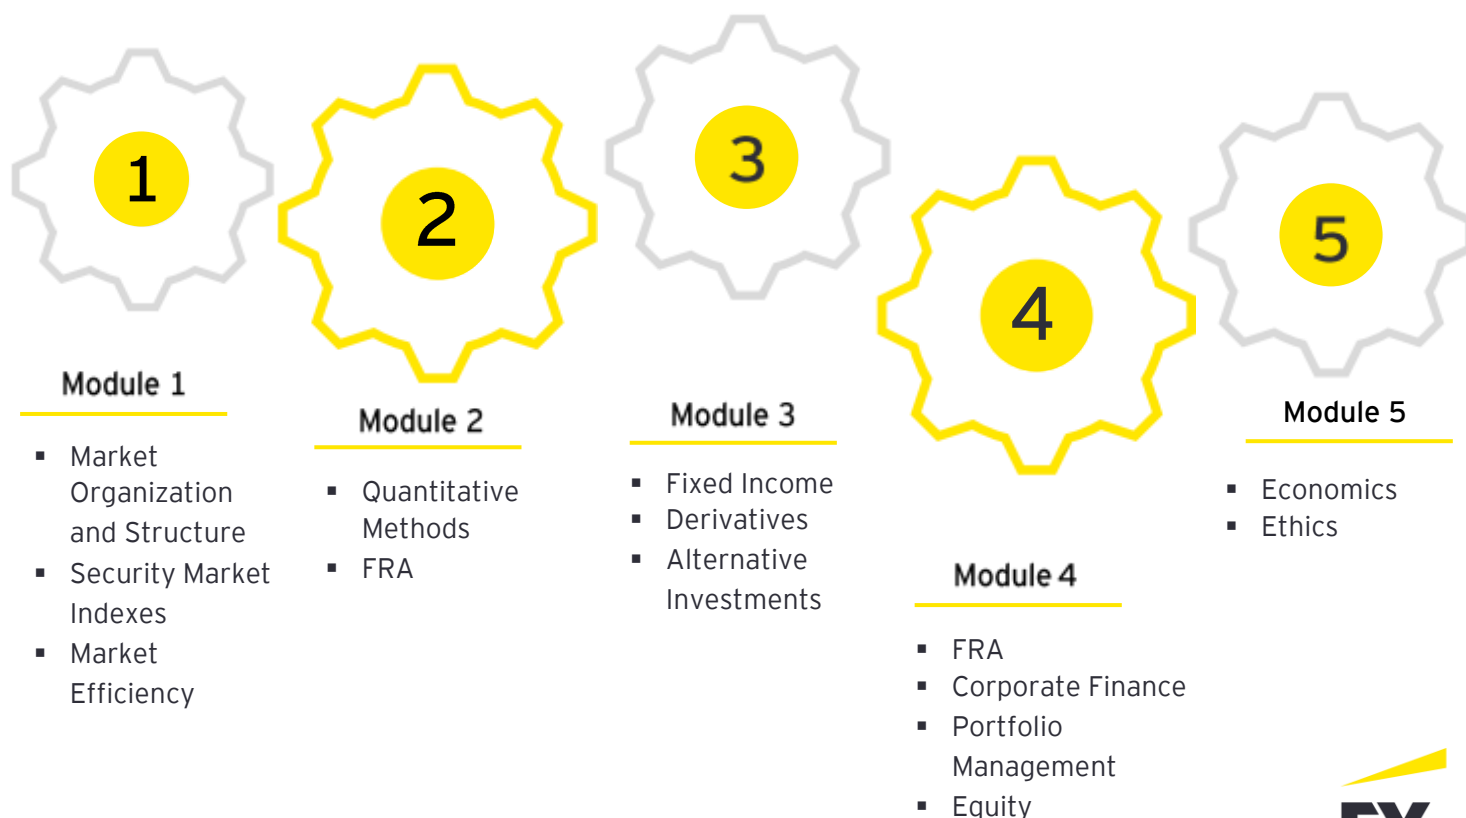 1
2
3
4
5
Module 1
▪ Market
Organization
and Structure
▪ Security Market
Indexes
▪ Market
Efficiency
Module 2
▪ Quantitative
Methods
▪ FRA
Module 3
▪ Fixed Income
▪ Derivatives
▪ Alternative
Investments
Module 4
▪ FRA
▪ Corporate Finance
▪ Portfolio
Management
▪ Equity
Module 5
▪ Economics
▪ Ethics
EY